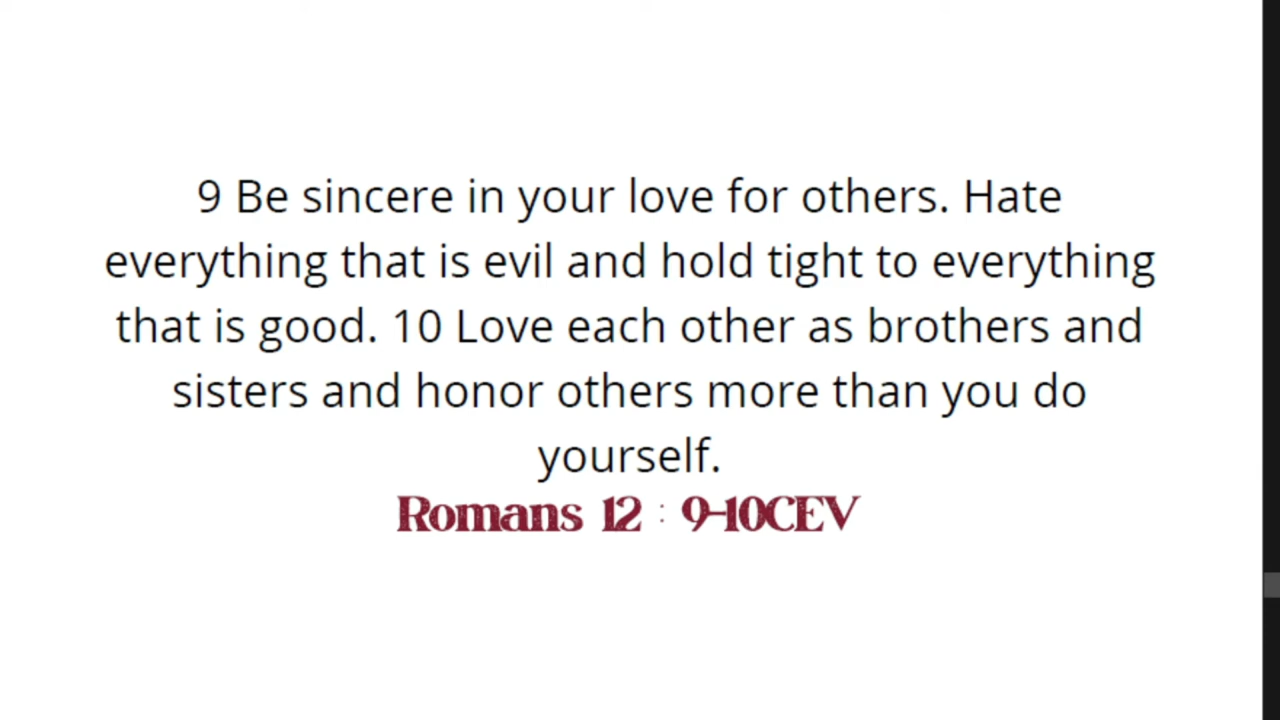 9 Be sincere in your love for others. Hate
everything that is evil and hold tight to everything
that is good. 10 Love each other as brothers and
sisters and honor others more than you do
yourself.
Romans 12 : 9-10CEV